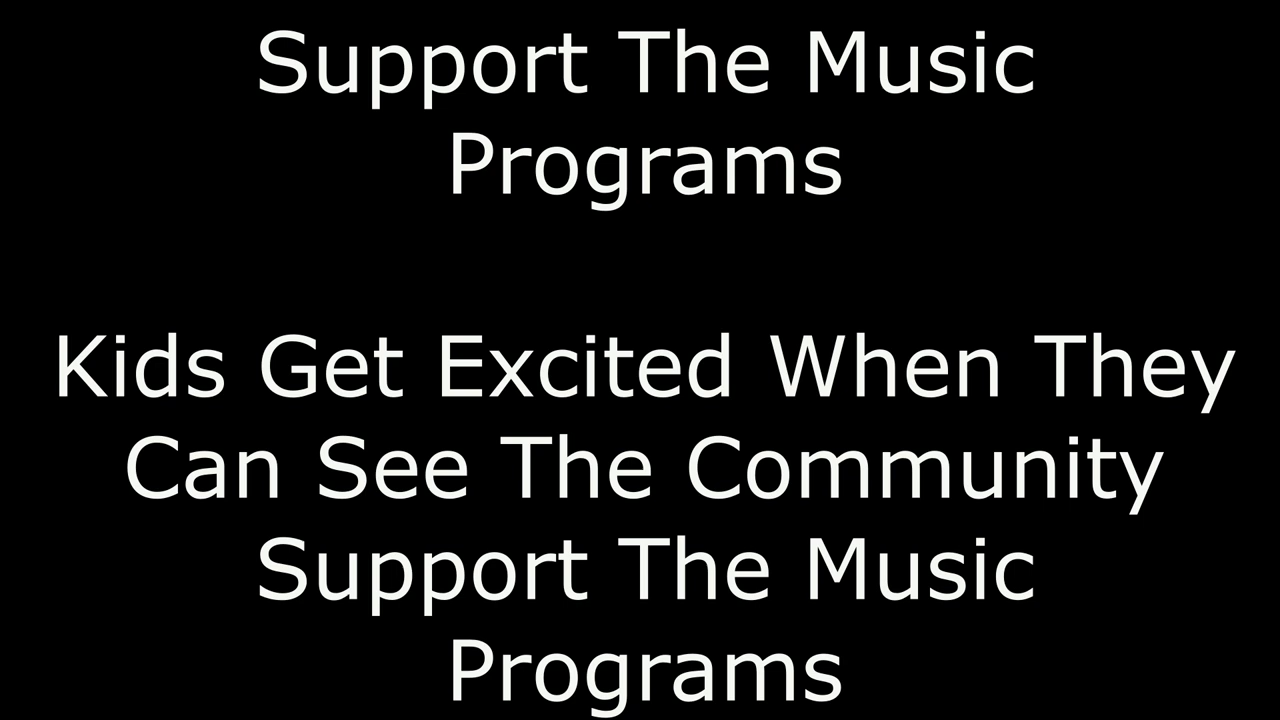 Support The Music
Programs
Kids Get Excited When They
Can See The Community
Support The Music
Programs